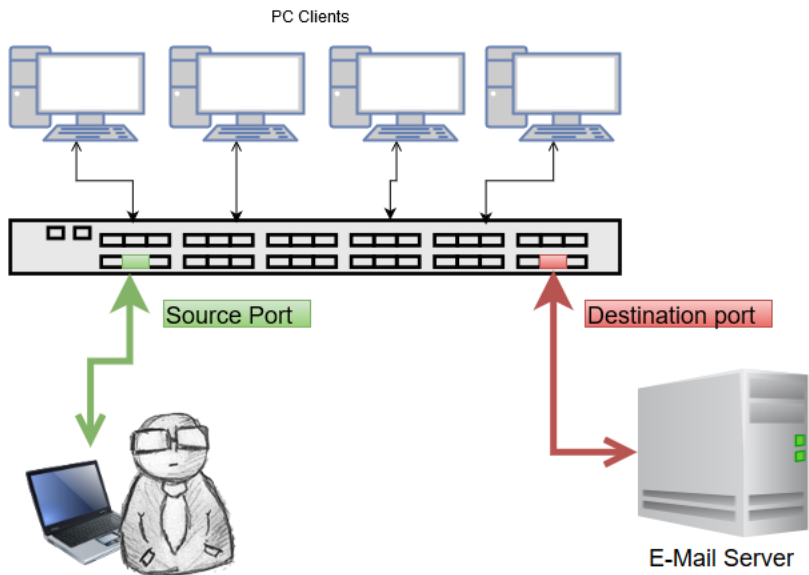 PC Clients
Source Port
Destination port
E-Mail Server